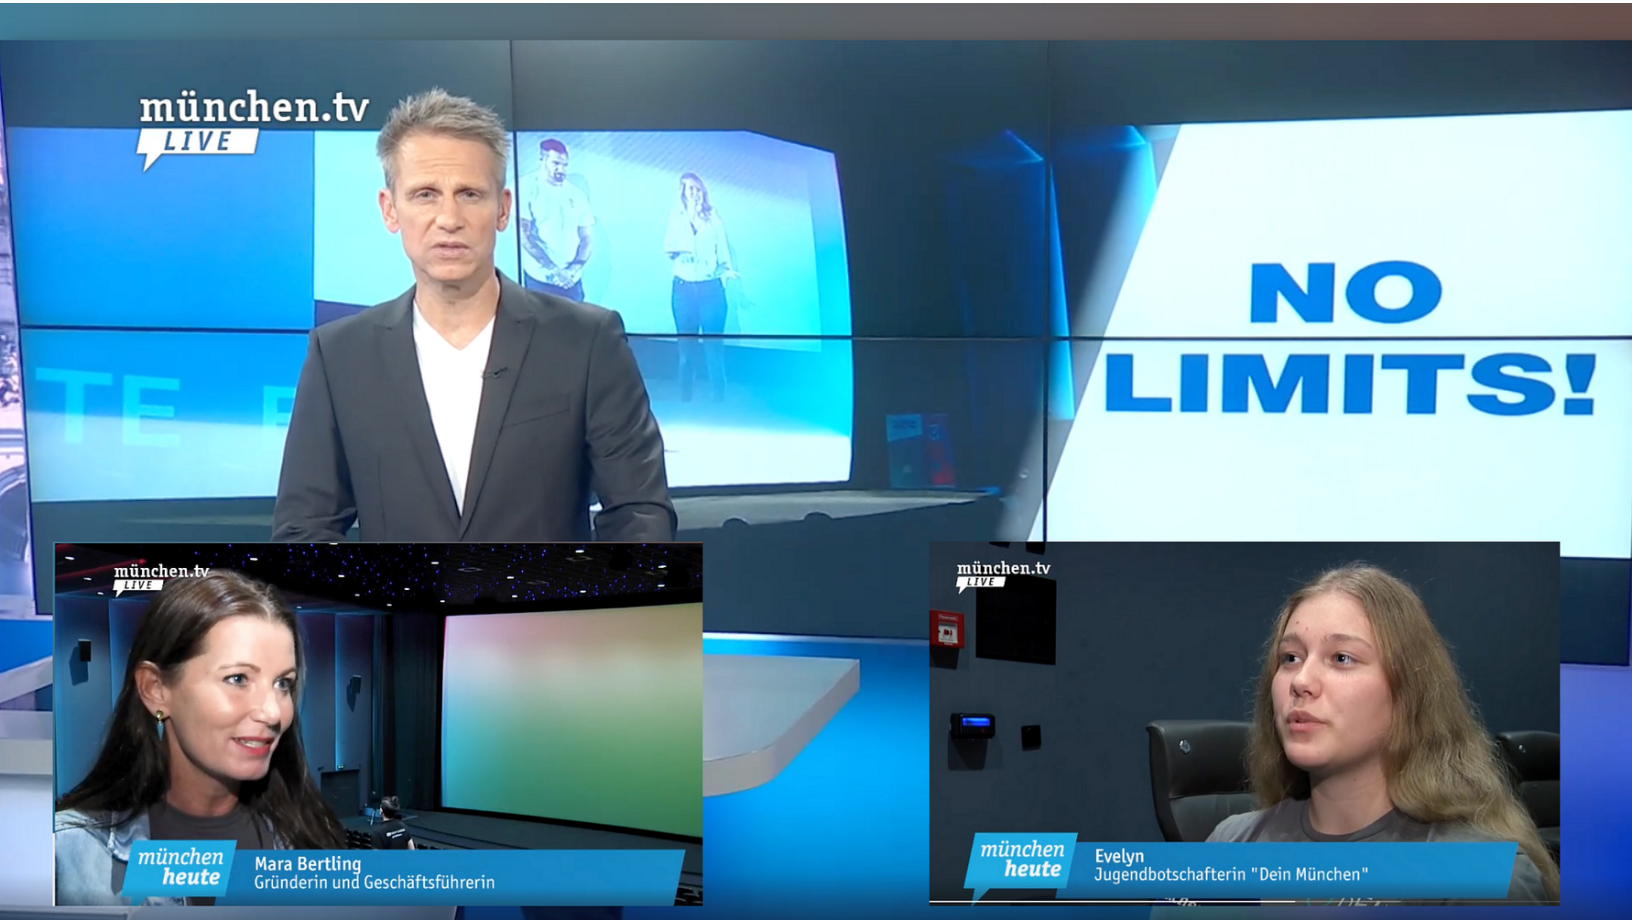 münchen.tv
LIVE
NO
LIMITS!
TE
münchen.tv
LIVE
münchen
heute
Mara Bertling
Gründerin und Geschäftsführerin
münchen.tv
LIVE
münchen
heute
Evelyn
Jugendbotschafterin "Dein München"